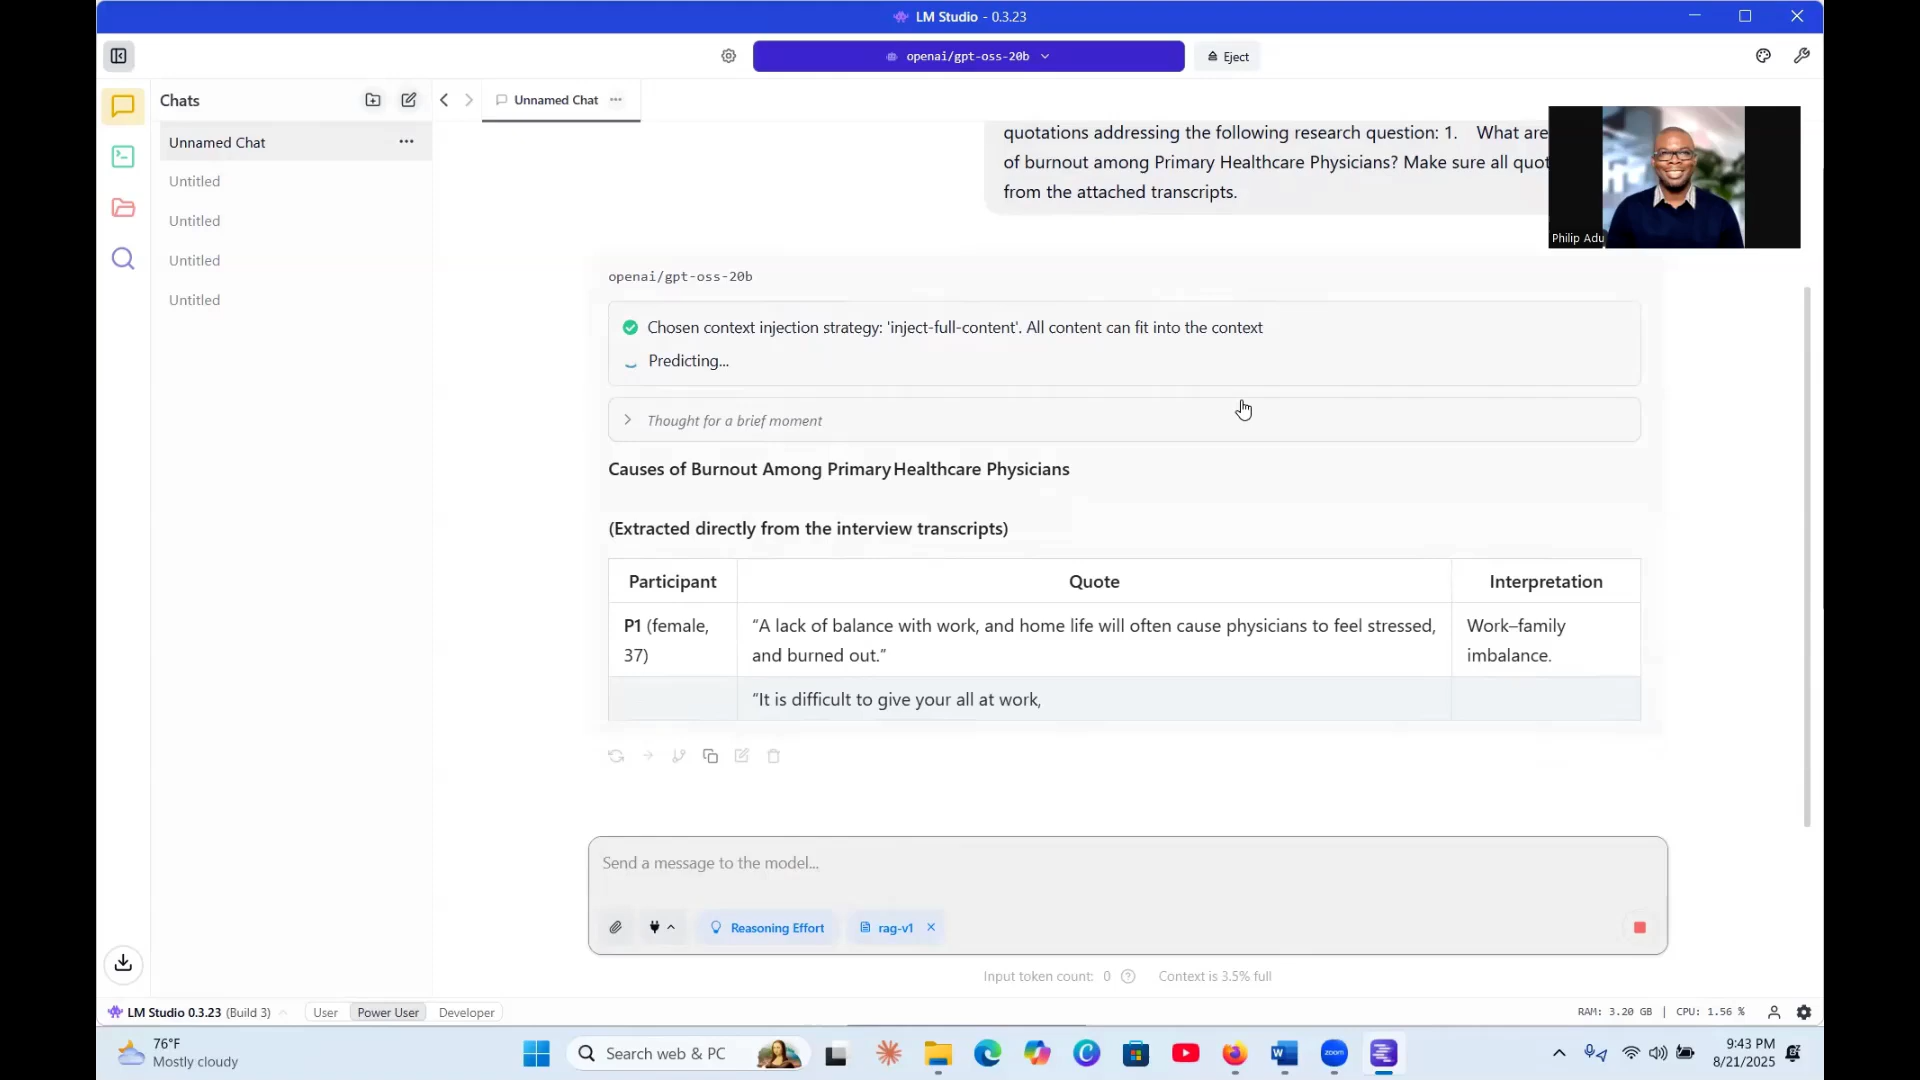 LM Studio - 0.3.23
openai/gpt-oss-20b
Eject
Chats
Unnamed Chat
Unnamed Chat
Untitled
Untitled
Untitled
Untitled
quotations addressing the following research question: 1. What are
of burnout among Primary Healthcare Physicians? Make sure all quot
from the attached transcripts.
Philip Adu
openai/gpt-oss-20b
Chosen context injection strategy: 'inject-full-content'. All content can fit into the context
Predicting...
Thought for a brief moment
Causes of Burnout Among Primary Healthcare Physicians
(Extracted directly from the interview transcripts)
Participant Quote Interpretation
P1 (female, 37) “A lack of balance with work, and home life will often cause physicians to feel stressed, and burned out.” Work–family imbalance.
“It is difficult to give your all at work,
Send a message to the model...
Reasoning Effort
rag-v1
Input token count: 0
Context is 3.5% full
LM Studio 0.3.23 (Build 3)
User
Power User
Developer
RAM: 3.20 GB | CPU: 1.56 %
76°F
Mostly cloudy
Search web & PC
zoom
9:43 PM
8/21/2025